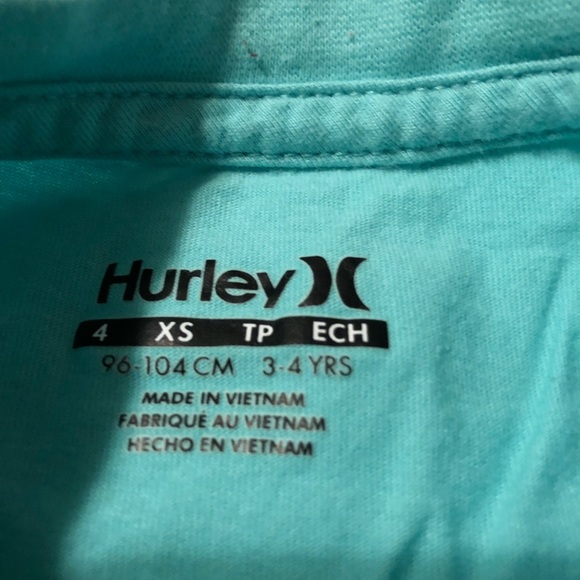 Hurley
4 XS TP ECH
96-104 CM 3-4 YRS
MADE IN VIETNAM
FABRIQUÉ AU VIETNAM
HECHO EN VIETNAM